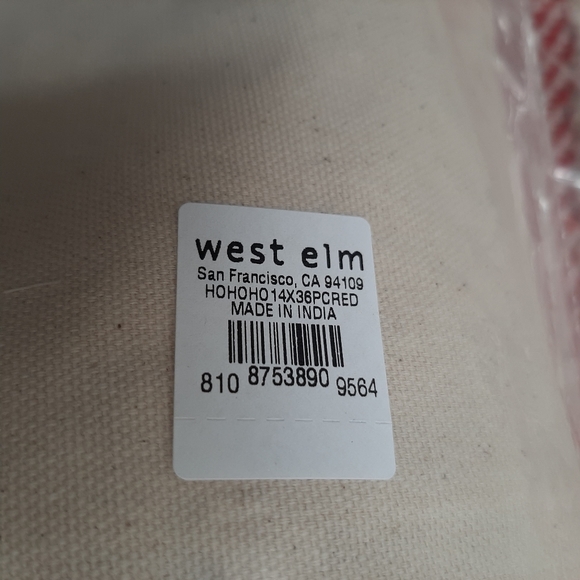 west elm
San Francisco, CA 94109
HOHOHO14X36PCRED
MADE IN INDIA
810 8753890 9564